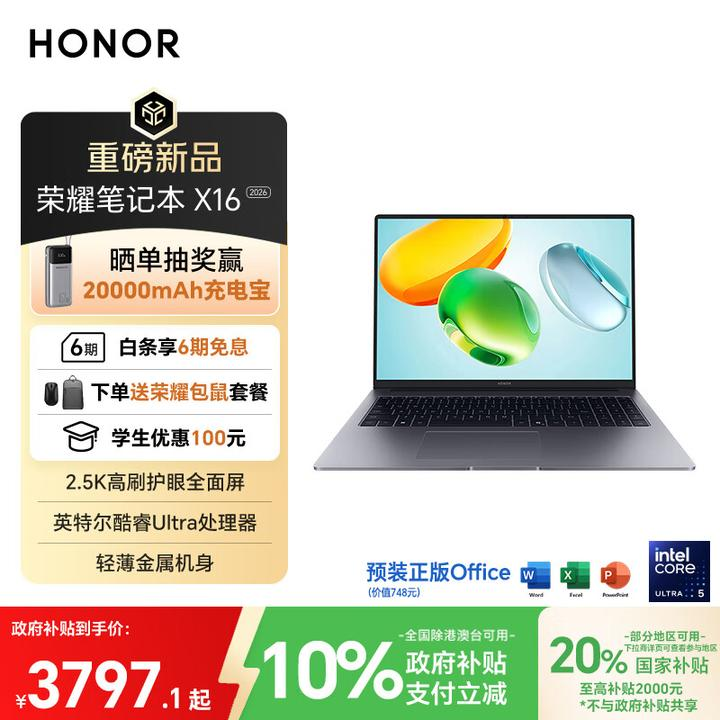 HONOR
重磅新品
荣耀笔记本 X16 2026
晒单抽奖赢
20000mAh充电宝
6期 白条享6期免息
下单送荣耀包鼠套餐
学生优惠100元
2.5K高刷护眼全面屏
英特尔酷睿Ultra处理器
轻薄金属机身
HONOR
预装正版Office
(价值748元)
Word
Excel
PowerPoint
intel
CORE
ULTRA 5
政府补贴到手价:
¥3797.1起
10%
全国除港澳台可用
政府补贴
支付立减
部分地区可用
下拉商详页可查看参与地区
20%国家补贴
至高补贴2000元
*不与政府补贴共享